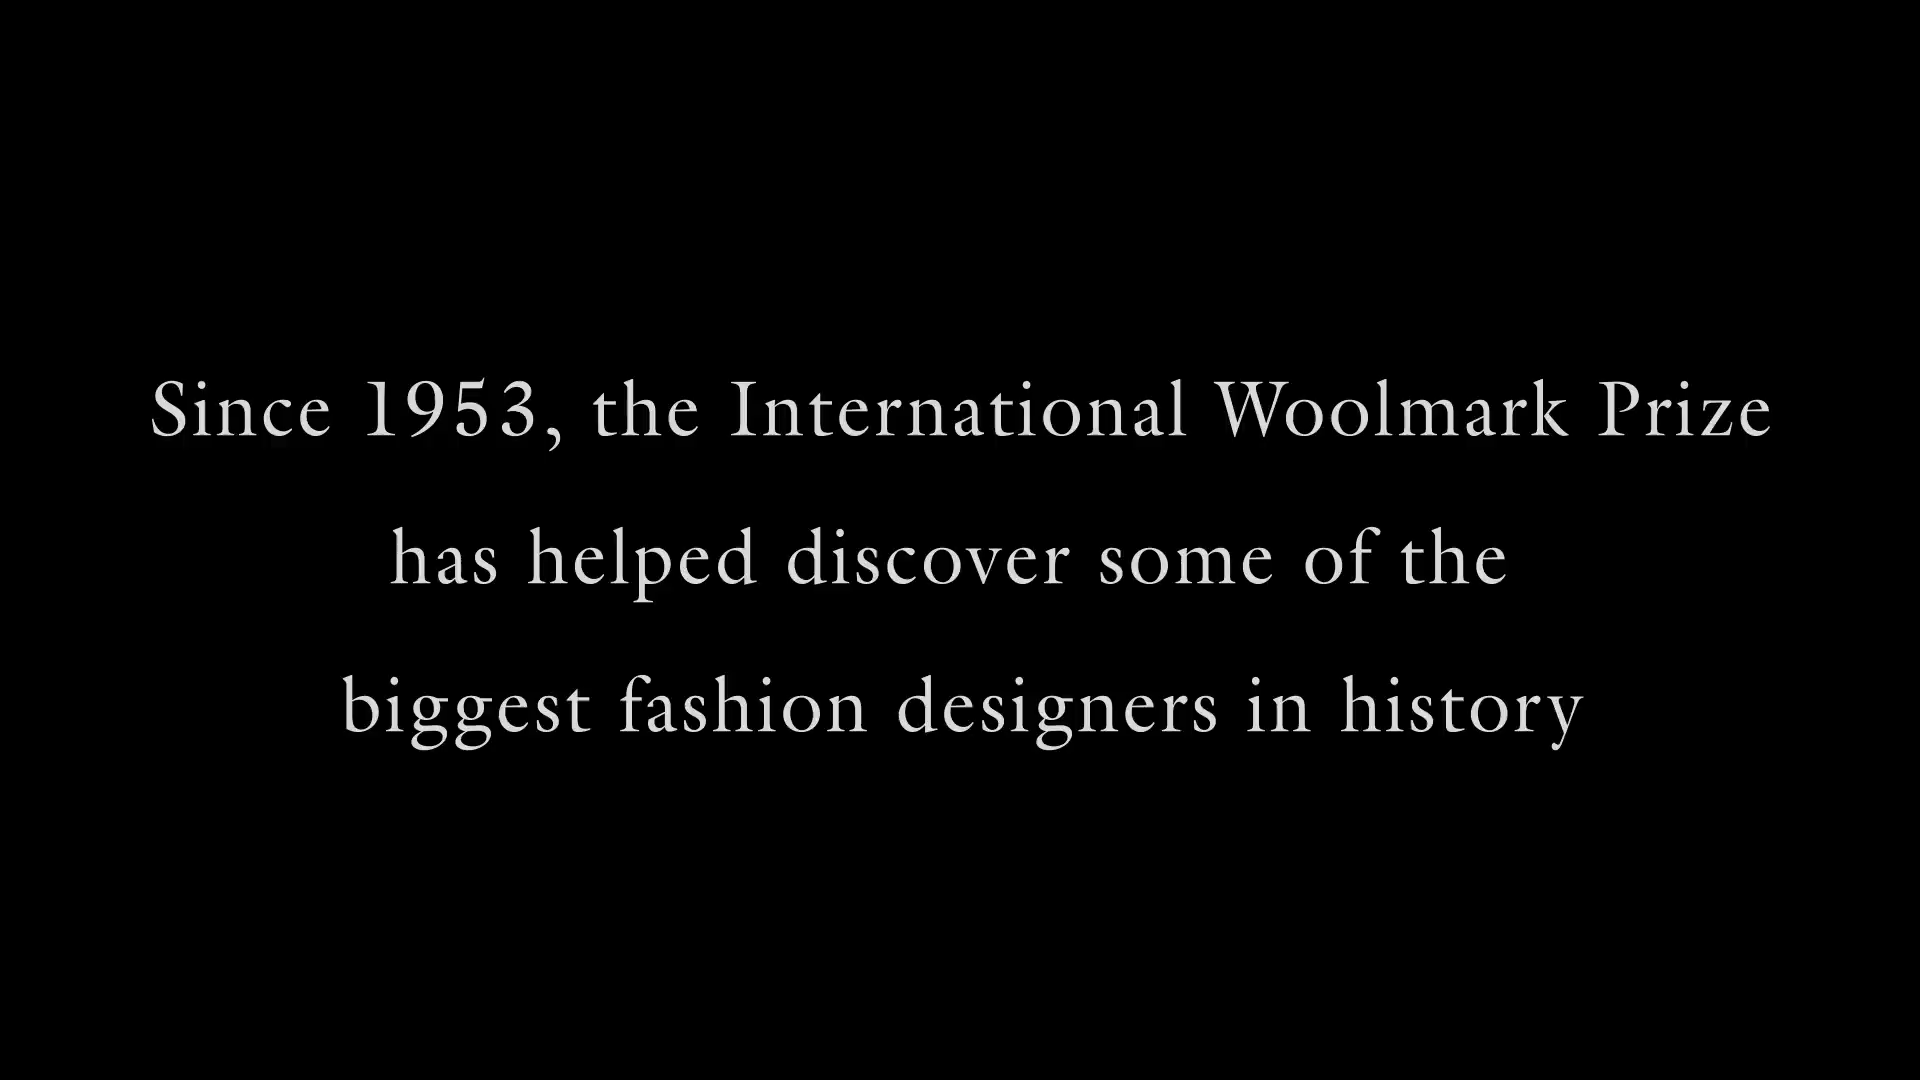 Since 1953, the International Woolmark Prize
has helped discover some of the
biggest fashion designers in history